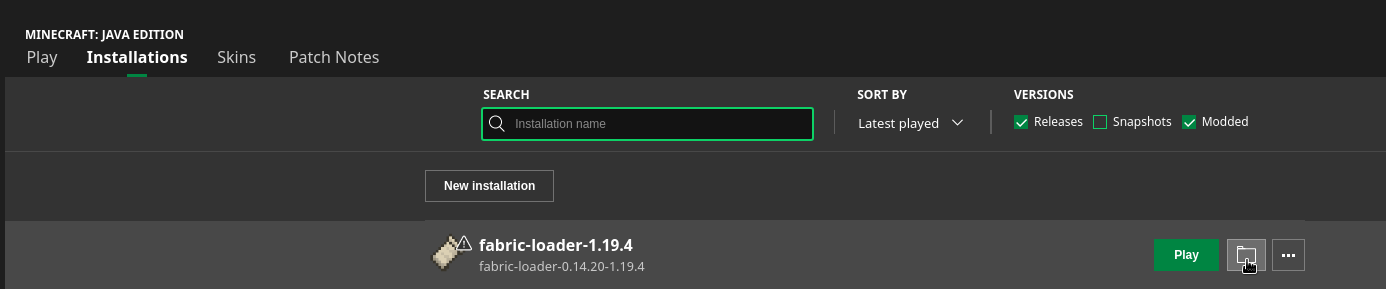 MINECRAFT: JAVA EDITION
Play Installations Skins Patch Notes
SEARCH SORT BY VERSIONS
Installation name Latest played Releases Snapshots Modded
New installation
fabric-loader-1.19.4
fabric-loader-0.14.20-1.19.4
Play